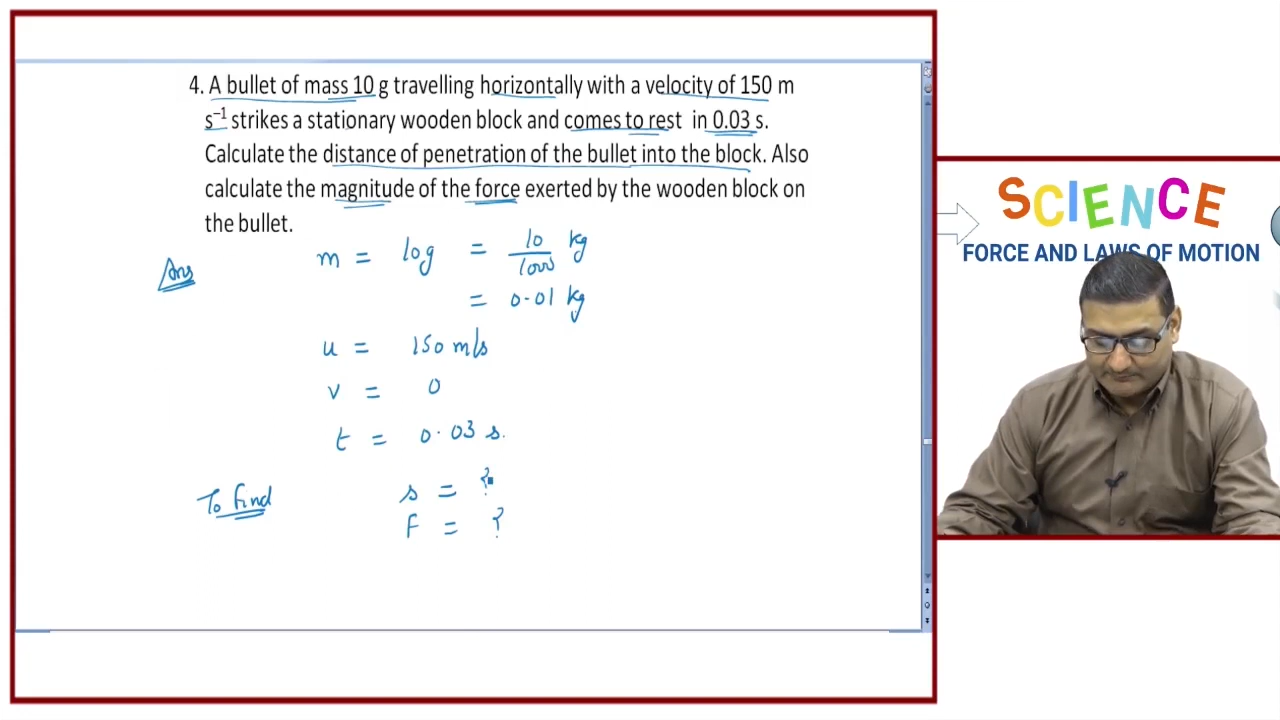 4. A bullet of mass 10 g travelling horizontally with a velocity of 150 m
s⁻¹ strikes a stationary wooden block and comes to rest in 0.03 s.
Calculate the distance of penetration of the bullet into the block. Also
calculate the magnitude of the force exerted by the wooden block on
the bullet.
Ans
m = 10g = 10/1000 kg
= 0.01 kg
u = 150 m/s
v = 0
t = 0.03 s.
To find
s = ?
F = ?
SCIENCE
FORCE AND LAWS OF MOTION